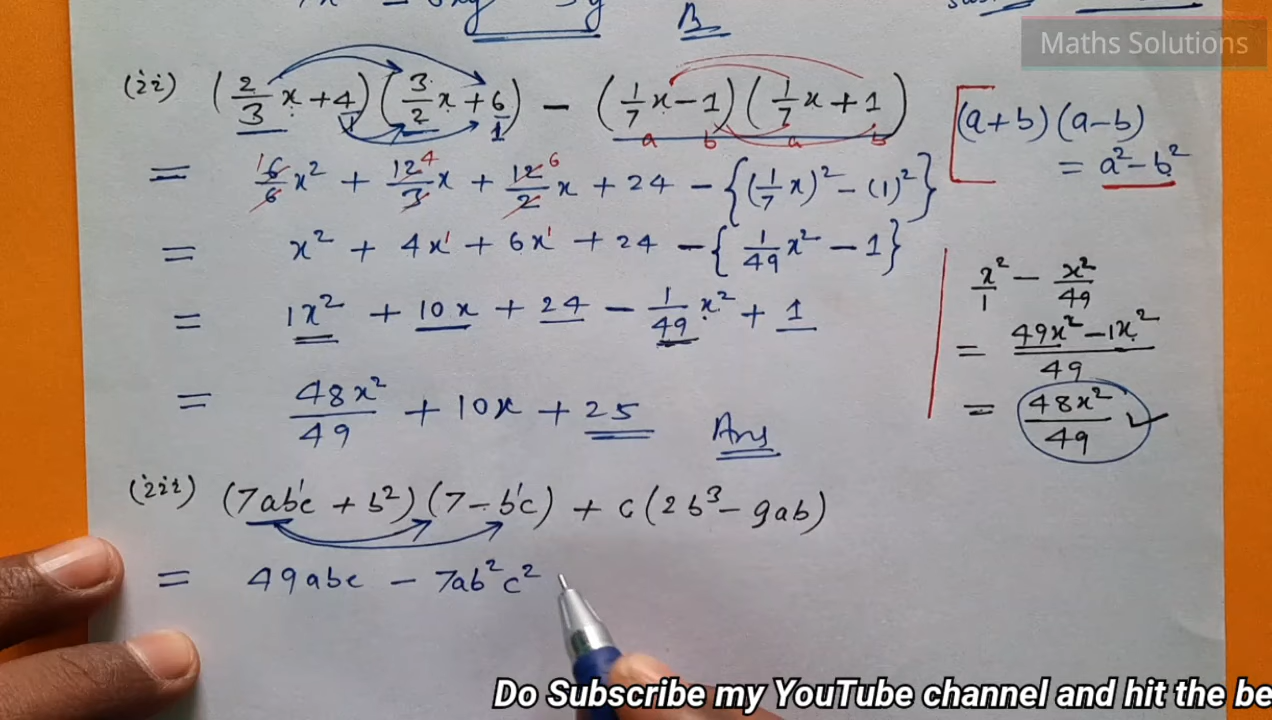 B
Maths Solutions
(ii) (2/3 x + 4/1)(3/2 x + 6/1) − (1/7 x − 1)(1/7 x + 1)
a b a b
(a+b)(a−b)
= a² − b²
= 6/6 x² + 12/3 x + 12/2 x + 24 − {(1/7 x)² − (1)²}
1 4 6
= x² + 4x¹ + 6x¹ + 24 − {1/49 x² − 1}
= 1x² + 10x + 24 − 1/49 x² + 1
= 48x²/49 + 10x + 25 Ans
x²/1 − x²/49
= 49x² − 1x²/49
= 48x²/49
(iii) (7ab¹c + b²)(7 − b¹c) + c(2b³ − 9ab)
= 49abc − 7ab²c²
Do Subscribe my YouTube channel and hit the be